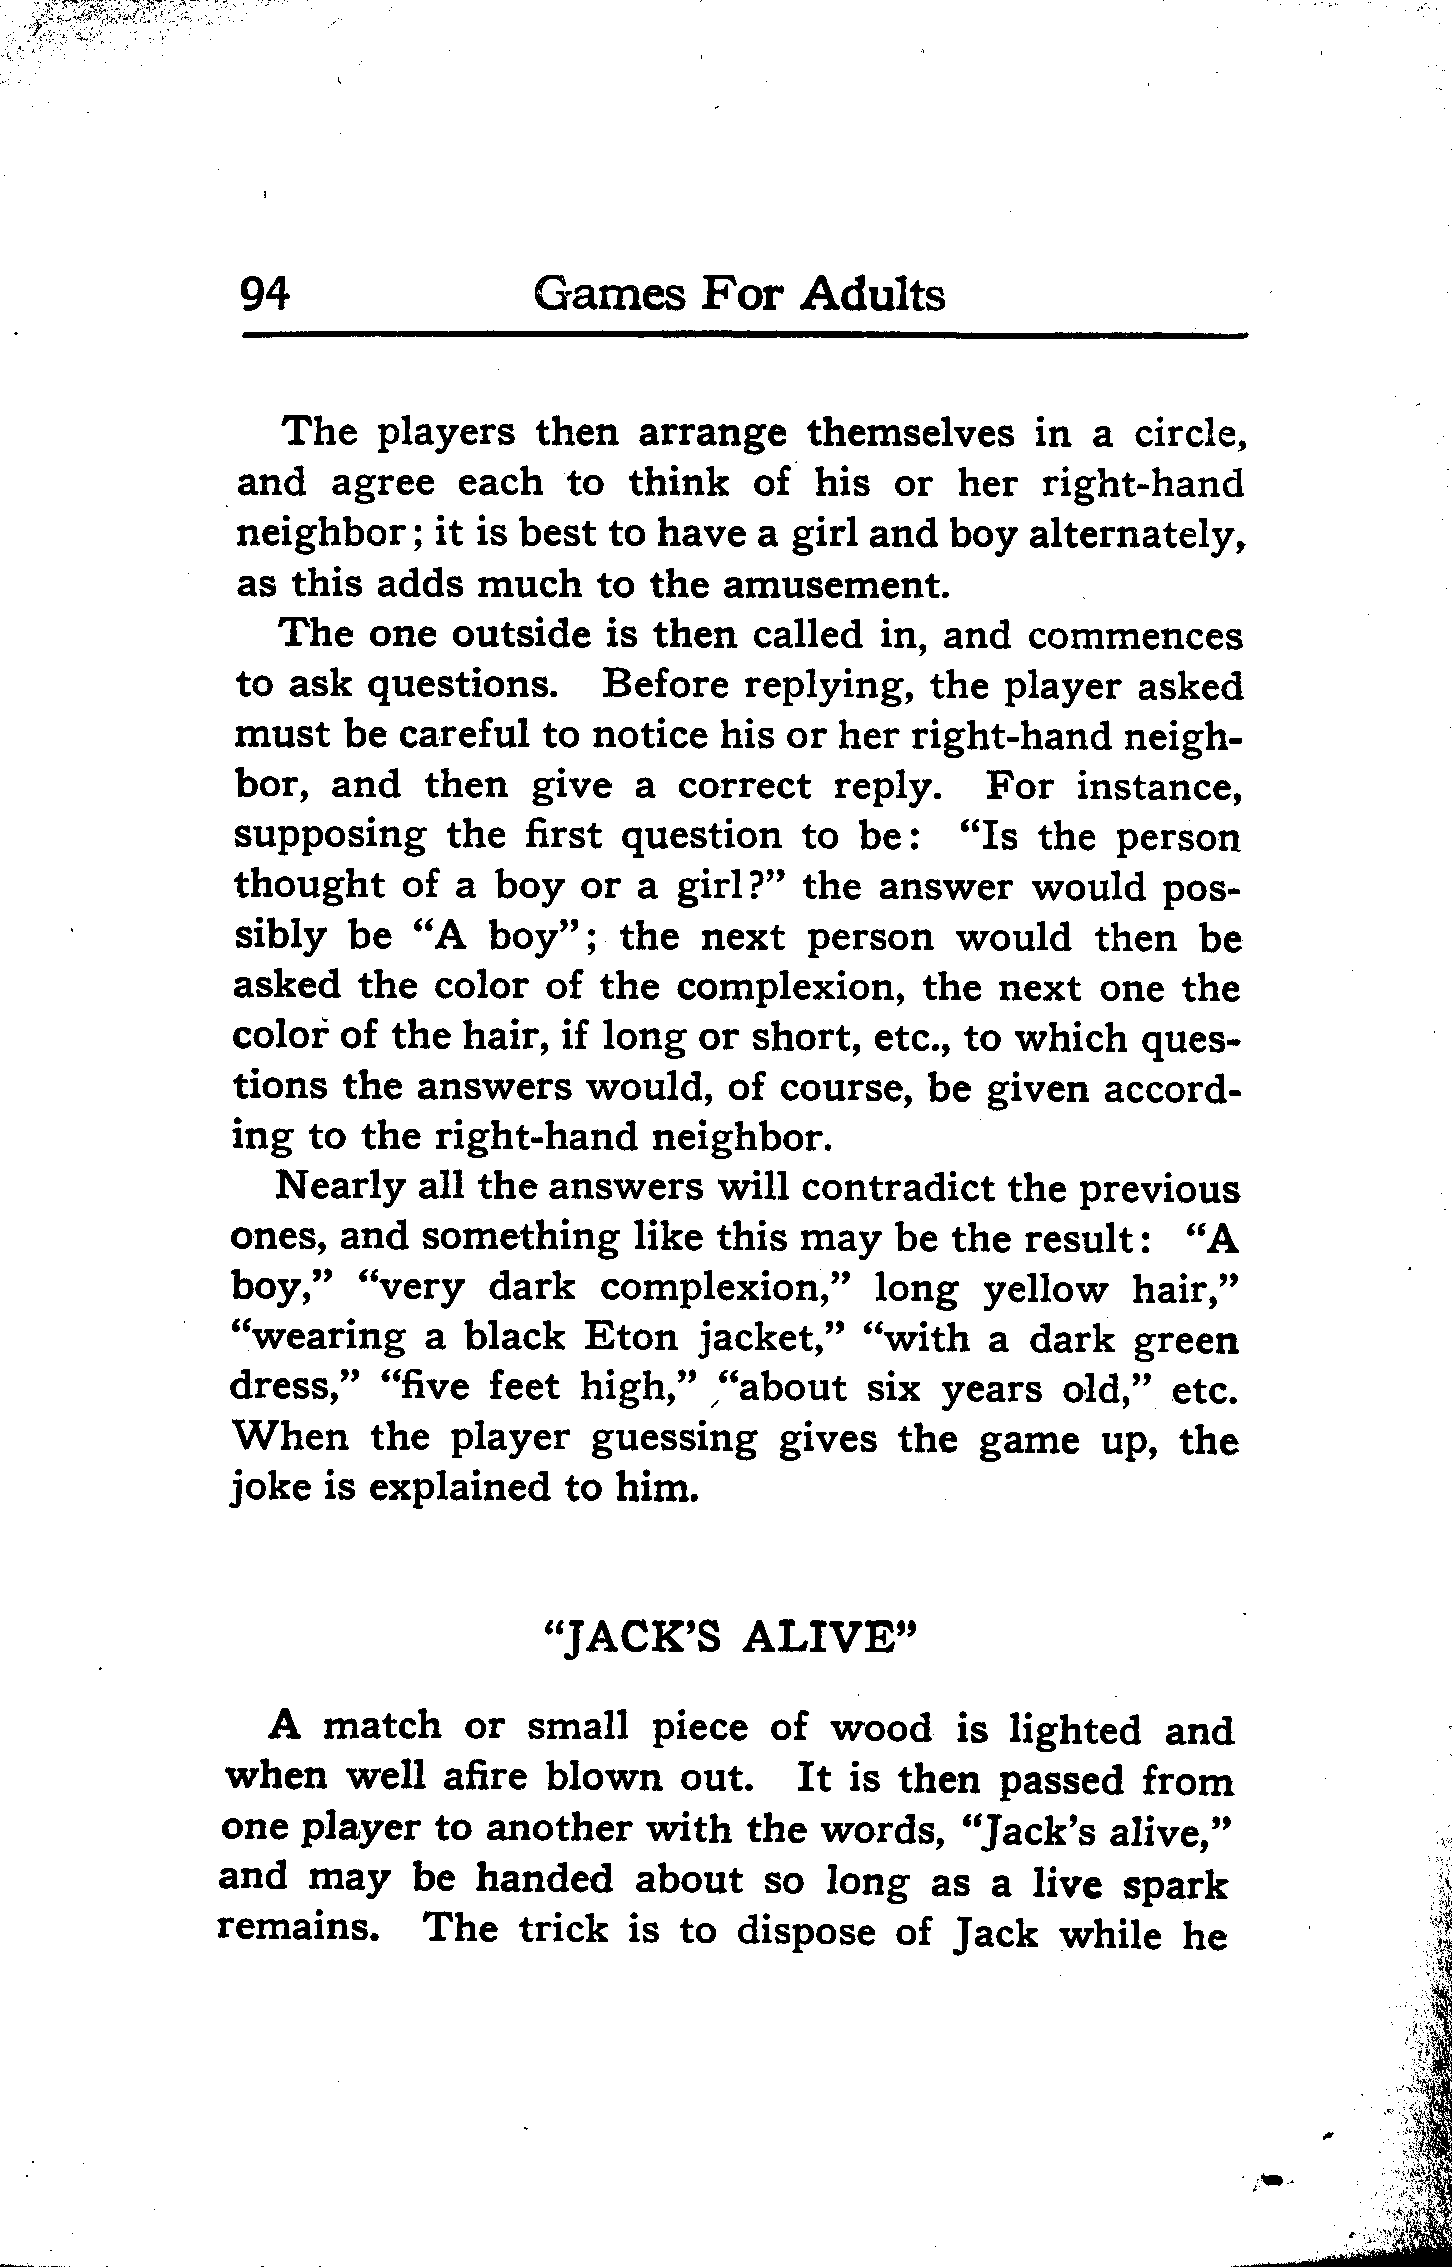 94 Games For Adults
The players then arrange themselves in a circle,
and agree each to think of his or her right-hand
neighbor; it is best to have a girl and boy alternately,
as this adds much to the amusement.
The one outside is then called in, and commences
to ask questions. Before replying, the player asked
must be careful to notice his or her right-hand neigh-
bor, and then give a correct reply. For instance,
supposing the first question to be: “Is the person
thought of a boy or a girl?” the answer would pos-
sibly be “A boy”; the next person would then be
asked the color of the complexion, the next one the
color of the hair, if long or short, etc., to which ques-
tions the answers would, of course, be given accord-
ing to the right-hand neighbor.
Nearly all the answers will contradict the previous
ones, and something like this may be the result: “A
boy,” “very dark complexion,” long yellow hair,”
“wearing a black Eton jacket,” “with a dark green
dress,” “five feet high,” “about six years old,” etc.
When the player guessing gives the game up, the
joke is explained to him.
“JACK’S ALIVE”
A match or small piece of wood is lighted and
when well afire blown out. It is then passed from
one player to another with the words, “Jack’s alive,”
and may be handed about so long as a live spark
remains. The trick is to dispose of Jack while he